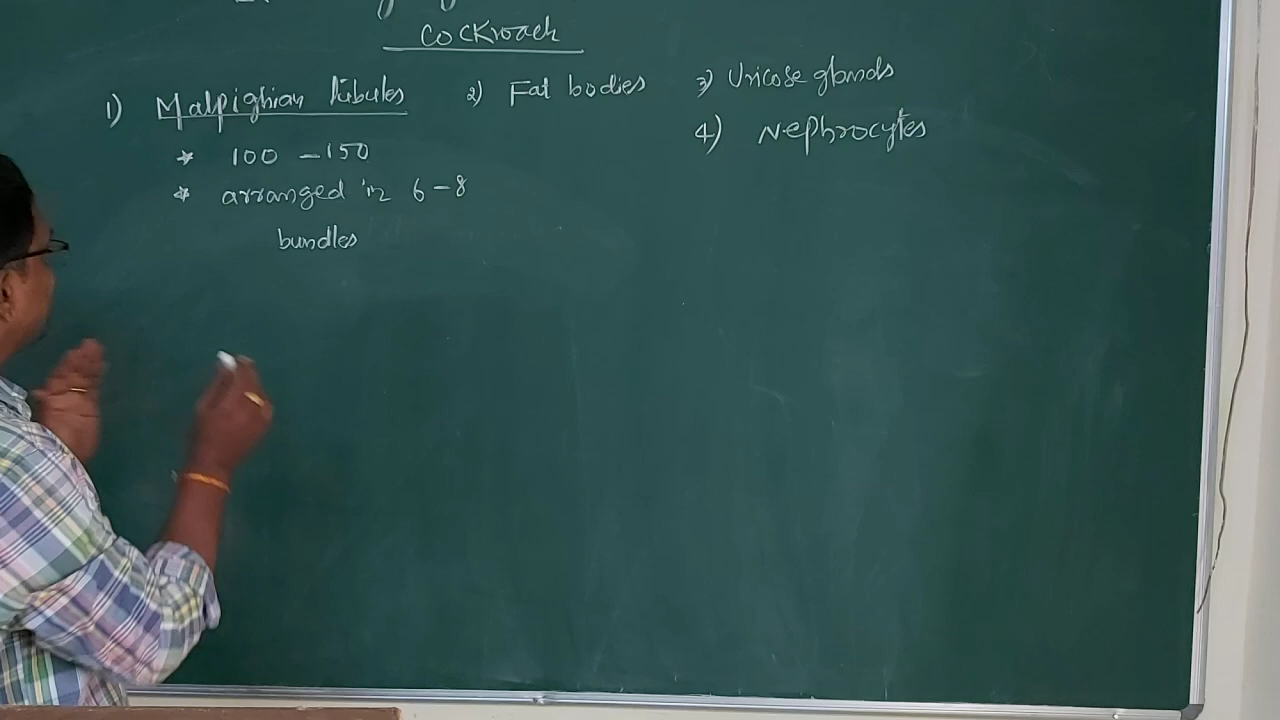 Cockroach
1) Malpighian tubules 2) Fat bodies 3) Uricose glands
4) Nephrocytes
* 100 - 150
* arranged in 6-8
bundles